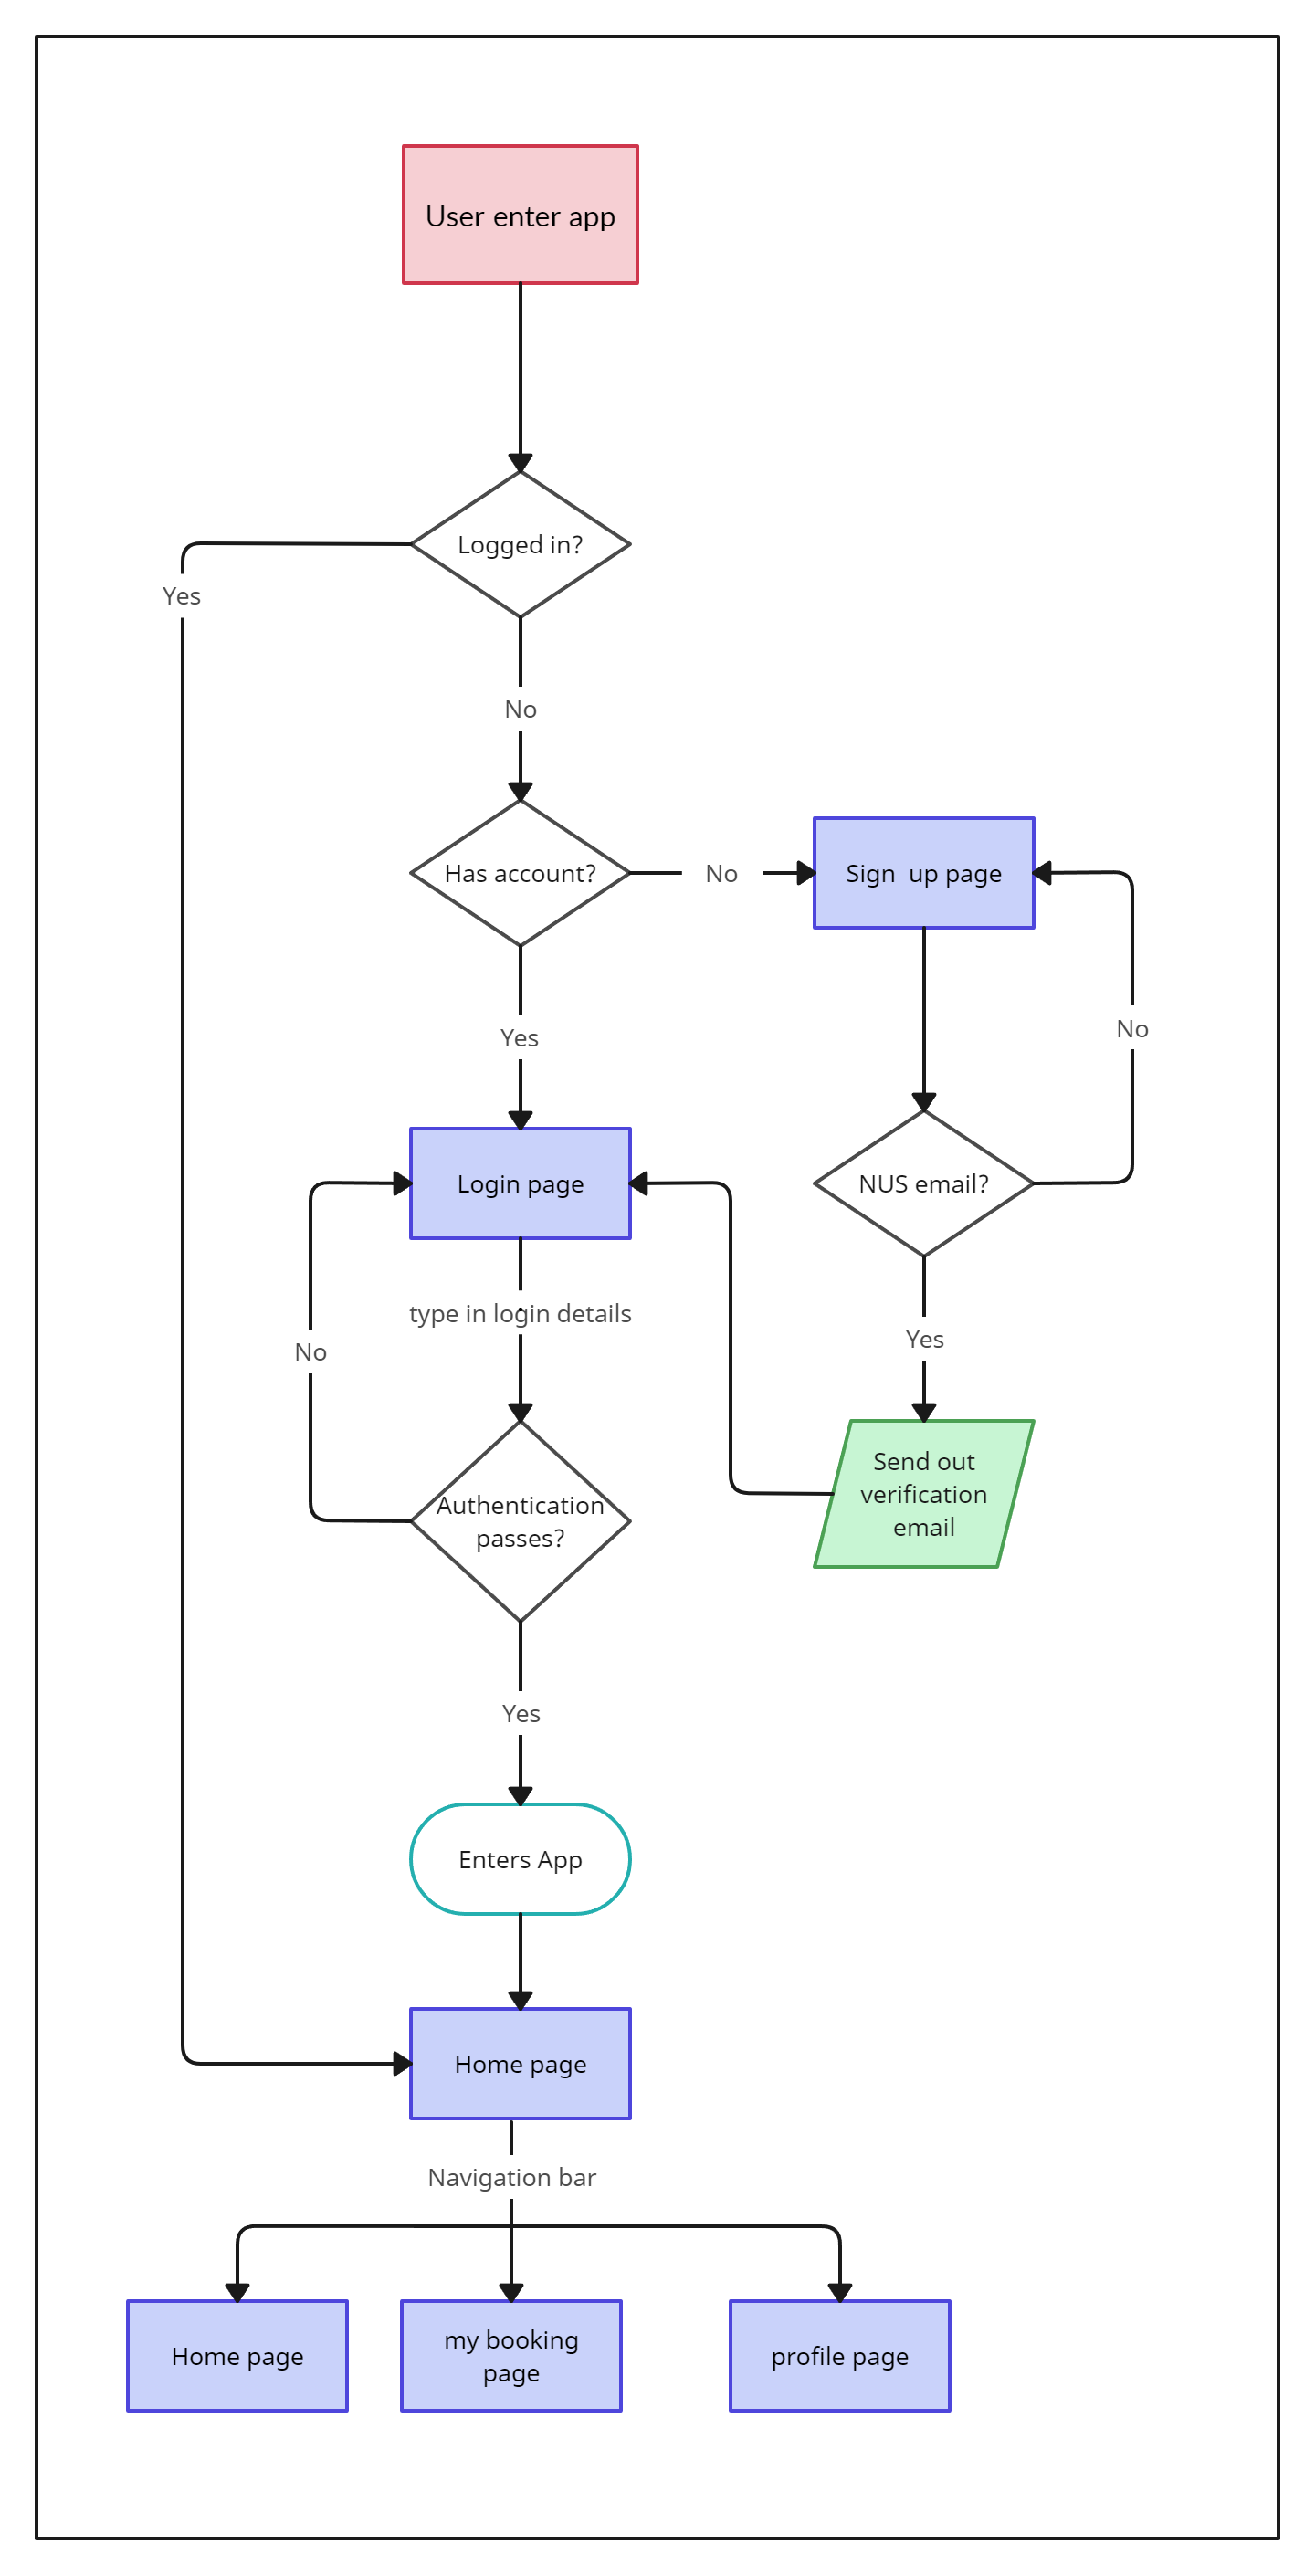 User enter app
Logged in?
Yes
No
Has account?
No
Sign  up page
No
Yes
Login page
NUS email?
type in login details
Yes
No
Send out
verification
email
Authentication
passes?
Yes
Enters App
Home page
Navigation bar
Home page
my booking
page
profile page